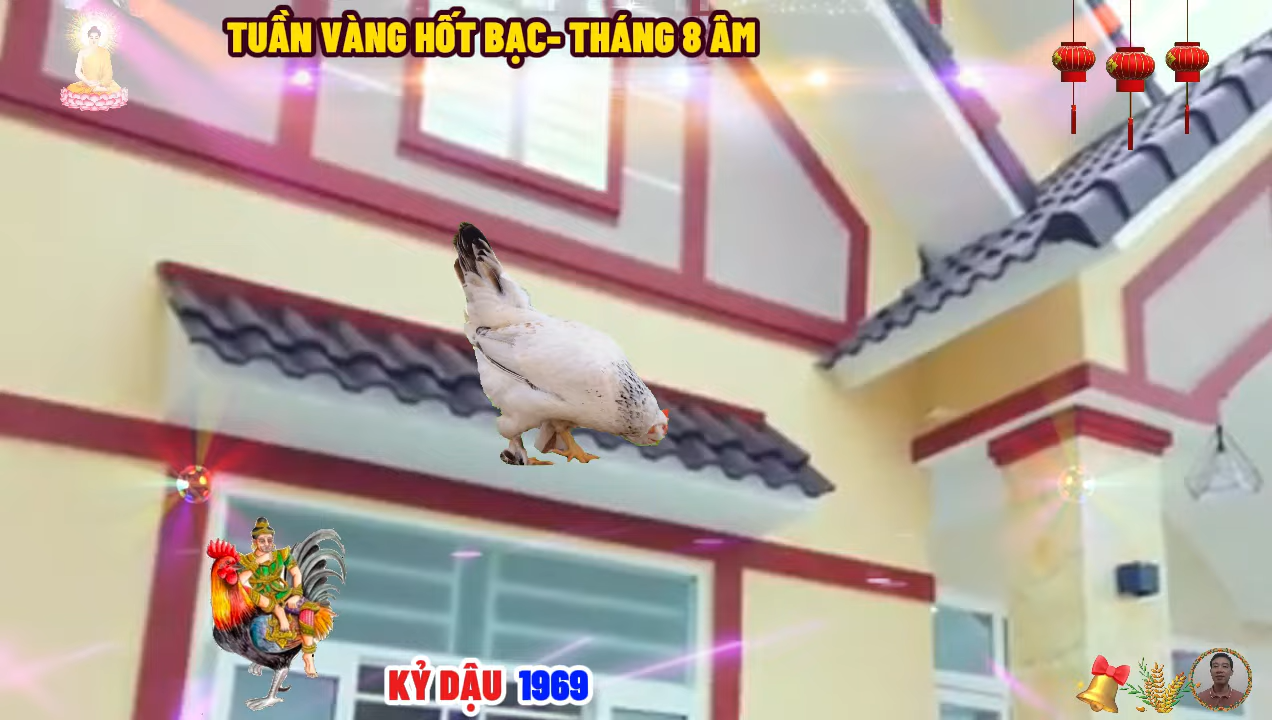 TUẦN VÀNG HỐT BẠC- THÁNG 8 ÂM
KỶ DẬU 1969